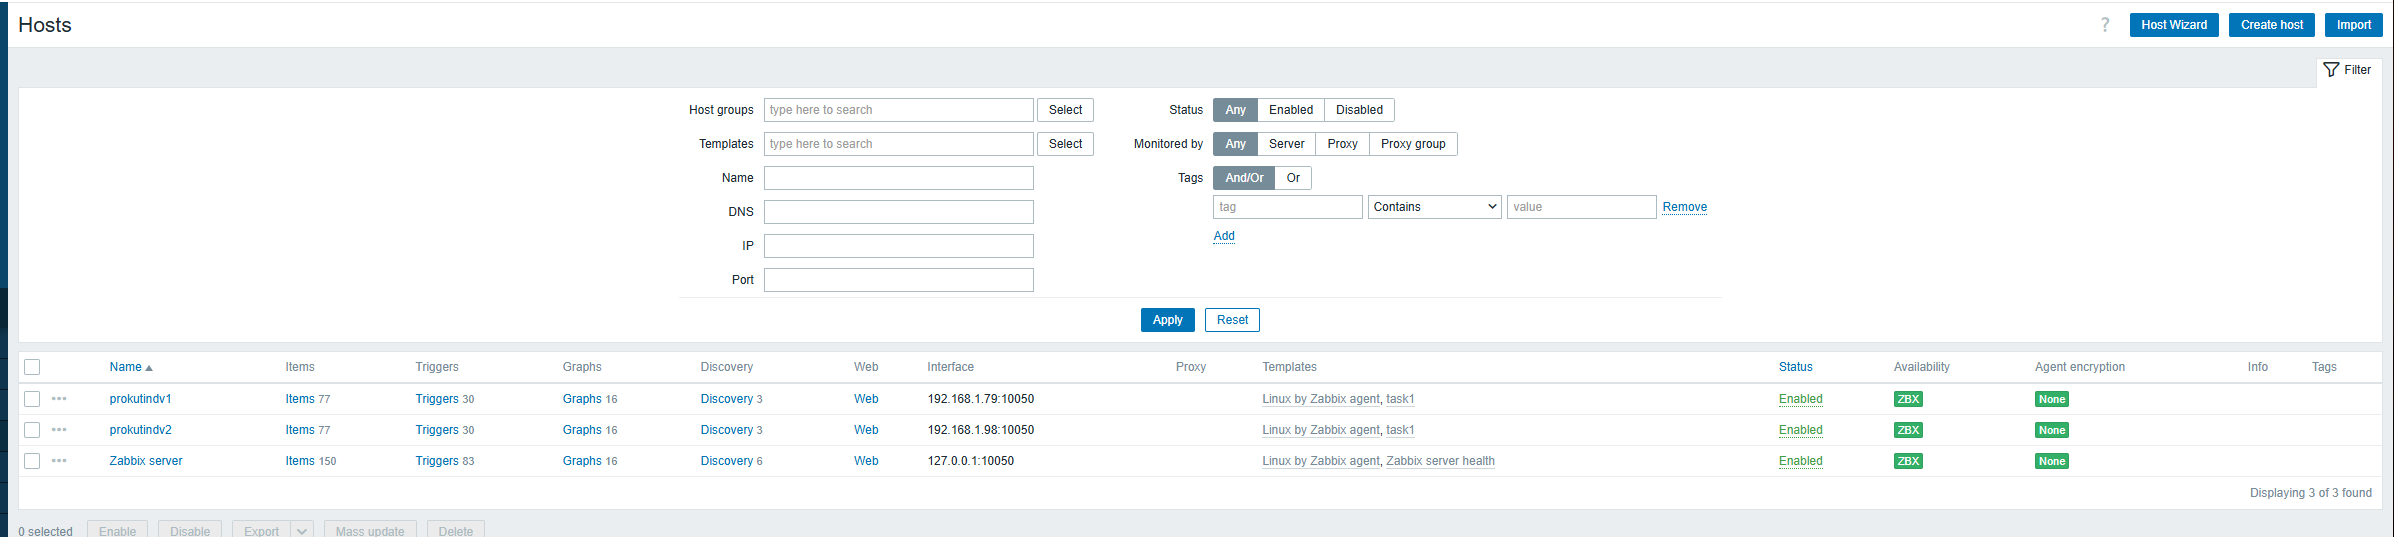 Hosts ? Host Wizard Create host Import
Filter
Host groups type here to search Select Status Any Enabled Disabled
Templates type here to search Select Monitored by Any Server Proxy Proxy group
Name Tags And/Or Or
DNS tag Contains value Remove
IP Add
Port
Apply Reset
Name Items Triggers Graphs Discovery Web Interface Proxy Templates Status Availability Agent encryption Info Tags
prokutindv1 Items 77 Triggers 30 Graphs 16 Discovery 3 Web 192.168.1.79:10050 Linux by Zabbix agent, task1 Enabled ZBX None
prokutindv2 Items 77 Triggers 30 Graphs 16 Discovery 3 Web 192.168.1.98:10050 Linux by Zabbix agent, task1 Enabled ZBX None
Zabbix server Items 150 Triggers 83 Graphs 16 Discovery 6 Web 127.0.0.1:10050 Linux by Zabbix agent, Zabbix server health Enabled ZBX None
Displaying 3 of 3 found
0 selected Enable Disable Export Mass update Delete